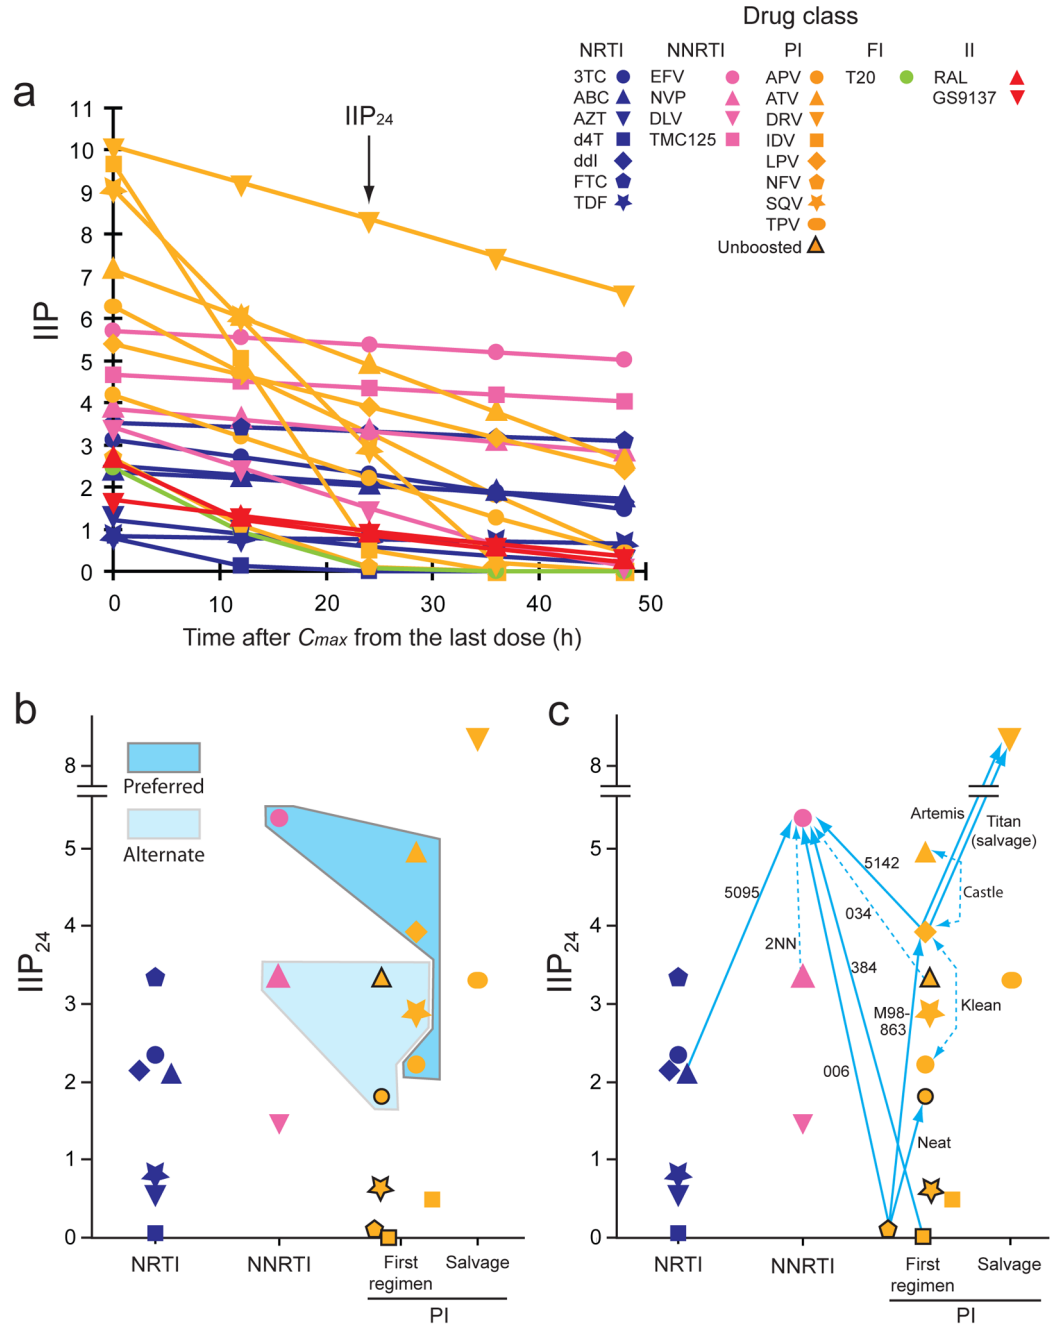 Drug class
NRTI NNRTI PI FI II
3TC EFV APV T20 RAL
ABC NVP ATV GS9137
AZT DLV DRV
d4T TMC125 IDV
ddI LPV
FTC NFV
TDF SQV
TPV
Unboosted
a
IIP24
11
10
9
8
7
6
5
4
3
2
1
0
IIP
0 10 20 30 40 50
Time after Cmax from the last dose (h)
b
Preferred
Alternate
8
5
4
3
2
1
0
IIP24
NRTI NNRTI First regimen Salvage
PI
c
8
5
4
3
2
1
0
IIP24
Artemis
Titan
(salvage)
5142
5095
Castle
034
2NN
384
Klean
M98-
863
006
Neat
NRTI NNRTI First regimen Salvage
PI